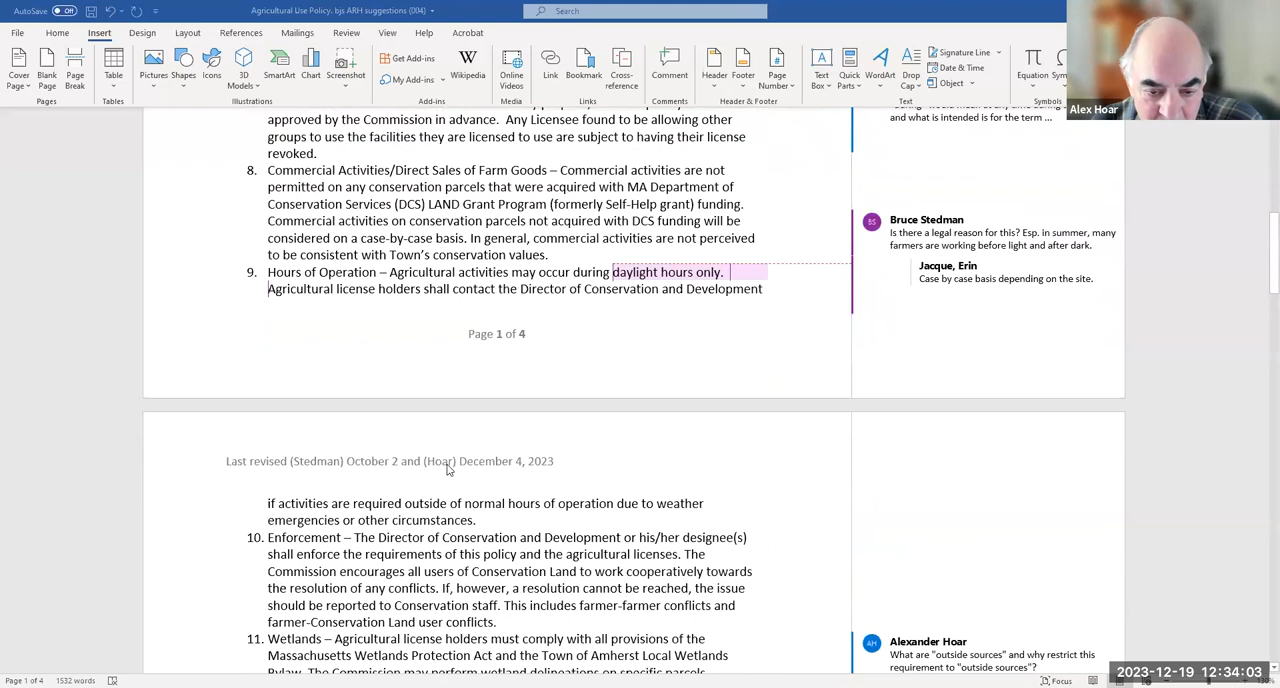 AutoSave Off
Agricultural Use Policy. bjs ARH suggestions (004)
Search
File Home Insert Design Layout References Mailings Review View Help Acrobat
Cover Page
Blank Page
Page Break
Table
Pictures
Shapes
Icons
3D Models
SmartArt
Chart
Screenshot
Get Add-ins
My Add-ins
Wikipedia
Online Videos
Link
Bookmark
Cross-reference
Comment
Header
Footer
Page Number
Text Box
Quick Parts
WordArt
Drop Cap
Signature Line
Date & Time
Object
Equation
Pages Tables Illustrations Add-ins Media Links Comments Header & Footer Text Symbols
Alex Hoar
approved by the
in advance. Any Licensee found to be allowing other
groups to use the facilities they are licensed to use are subject to having their license
revoked.
8. Commercial Activities/Direct Sales of Farm Goods – Commercial activities are not
permitted on any conservation parcels that were acquired with MA Department of
Conservation Services (DCS) LAND Grant Program (formerly Self-Help grant) funding.
Commercial activities on conservation parcels not acquired with DCS funding will be
considered on a case-by-case basis. In general, commercial activities are not perceived
to be consistent with Town's conservation values.
9. Hours of Operation – Agricultural activities may occur during daylight hours only.
Agricultural license holders shall contact the Director of Conservation and Development
Page 1 of 4
and what is intended is for the term ...
BS
Bruce Stedman
Is there a legal reason for this? Esp. in summer, many
farmers are working before light and after dark.
Jacque, Erin
Case by case basis depending on the site.
Last revised (Stedman) October 2 and (Hoar) December 4, 2023
if activities are required outside of normal hours of operation due to weather
emergencies or other circumstances.
10. Enforcement – The Director of Conservation and Development or his/her designee(s)
shall enforce the requirements of this policy and the agricultural licenses. The
Commission encourages all users of Conservation Land to work cooperatively towards
the resolution of any conflicts. If, however, a resolution cannot be reached, the issue
should be reported to Conservation staff. This includes farmer-farmer conflicts and
farmer-Conservation Land user conflicts.
11. Wetlands – Agricultural license holders must comply with all provisions of the
Massachusetts Wetlands Protection Act and the Town of Amherst Local Wetlands
AH
Alexander Hoar
What are "outside sources" and why restrict this
requirement to "outside sources"?
2023-12-19 12:34:03
Page 1 of 4 1532 words
Focus